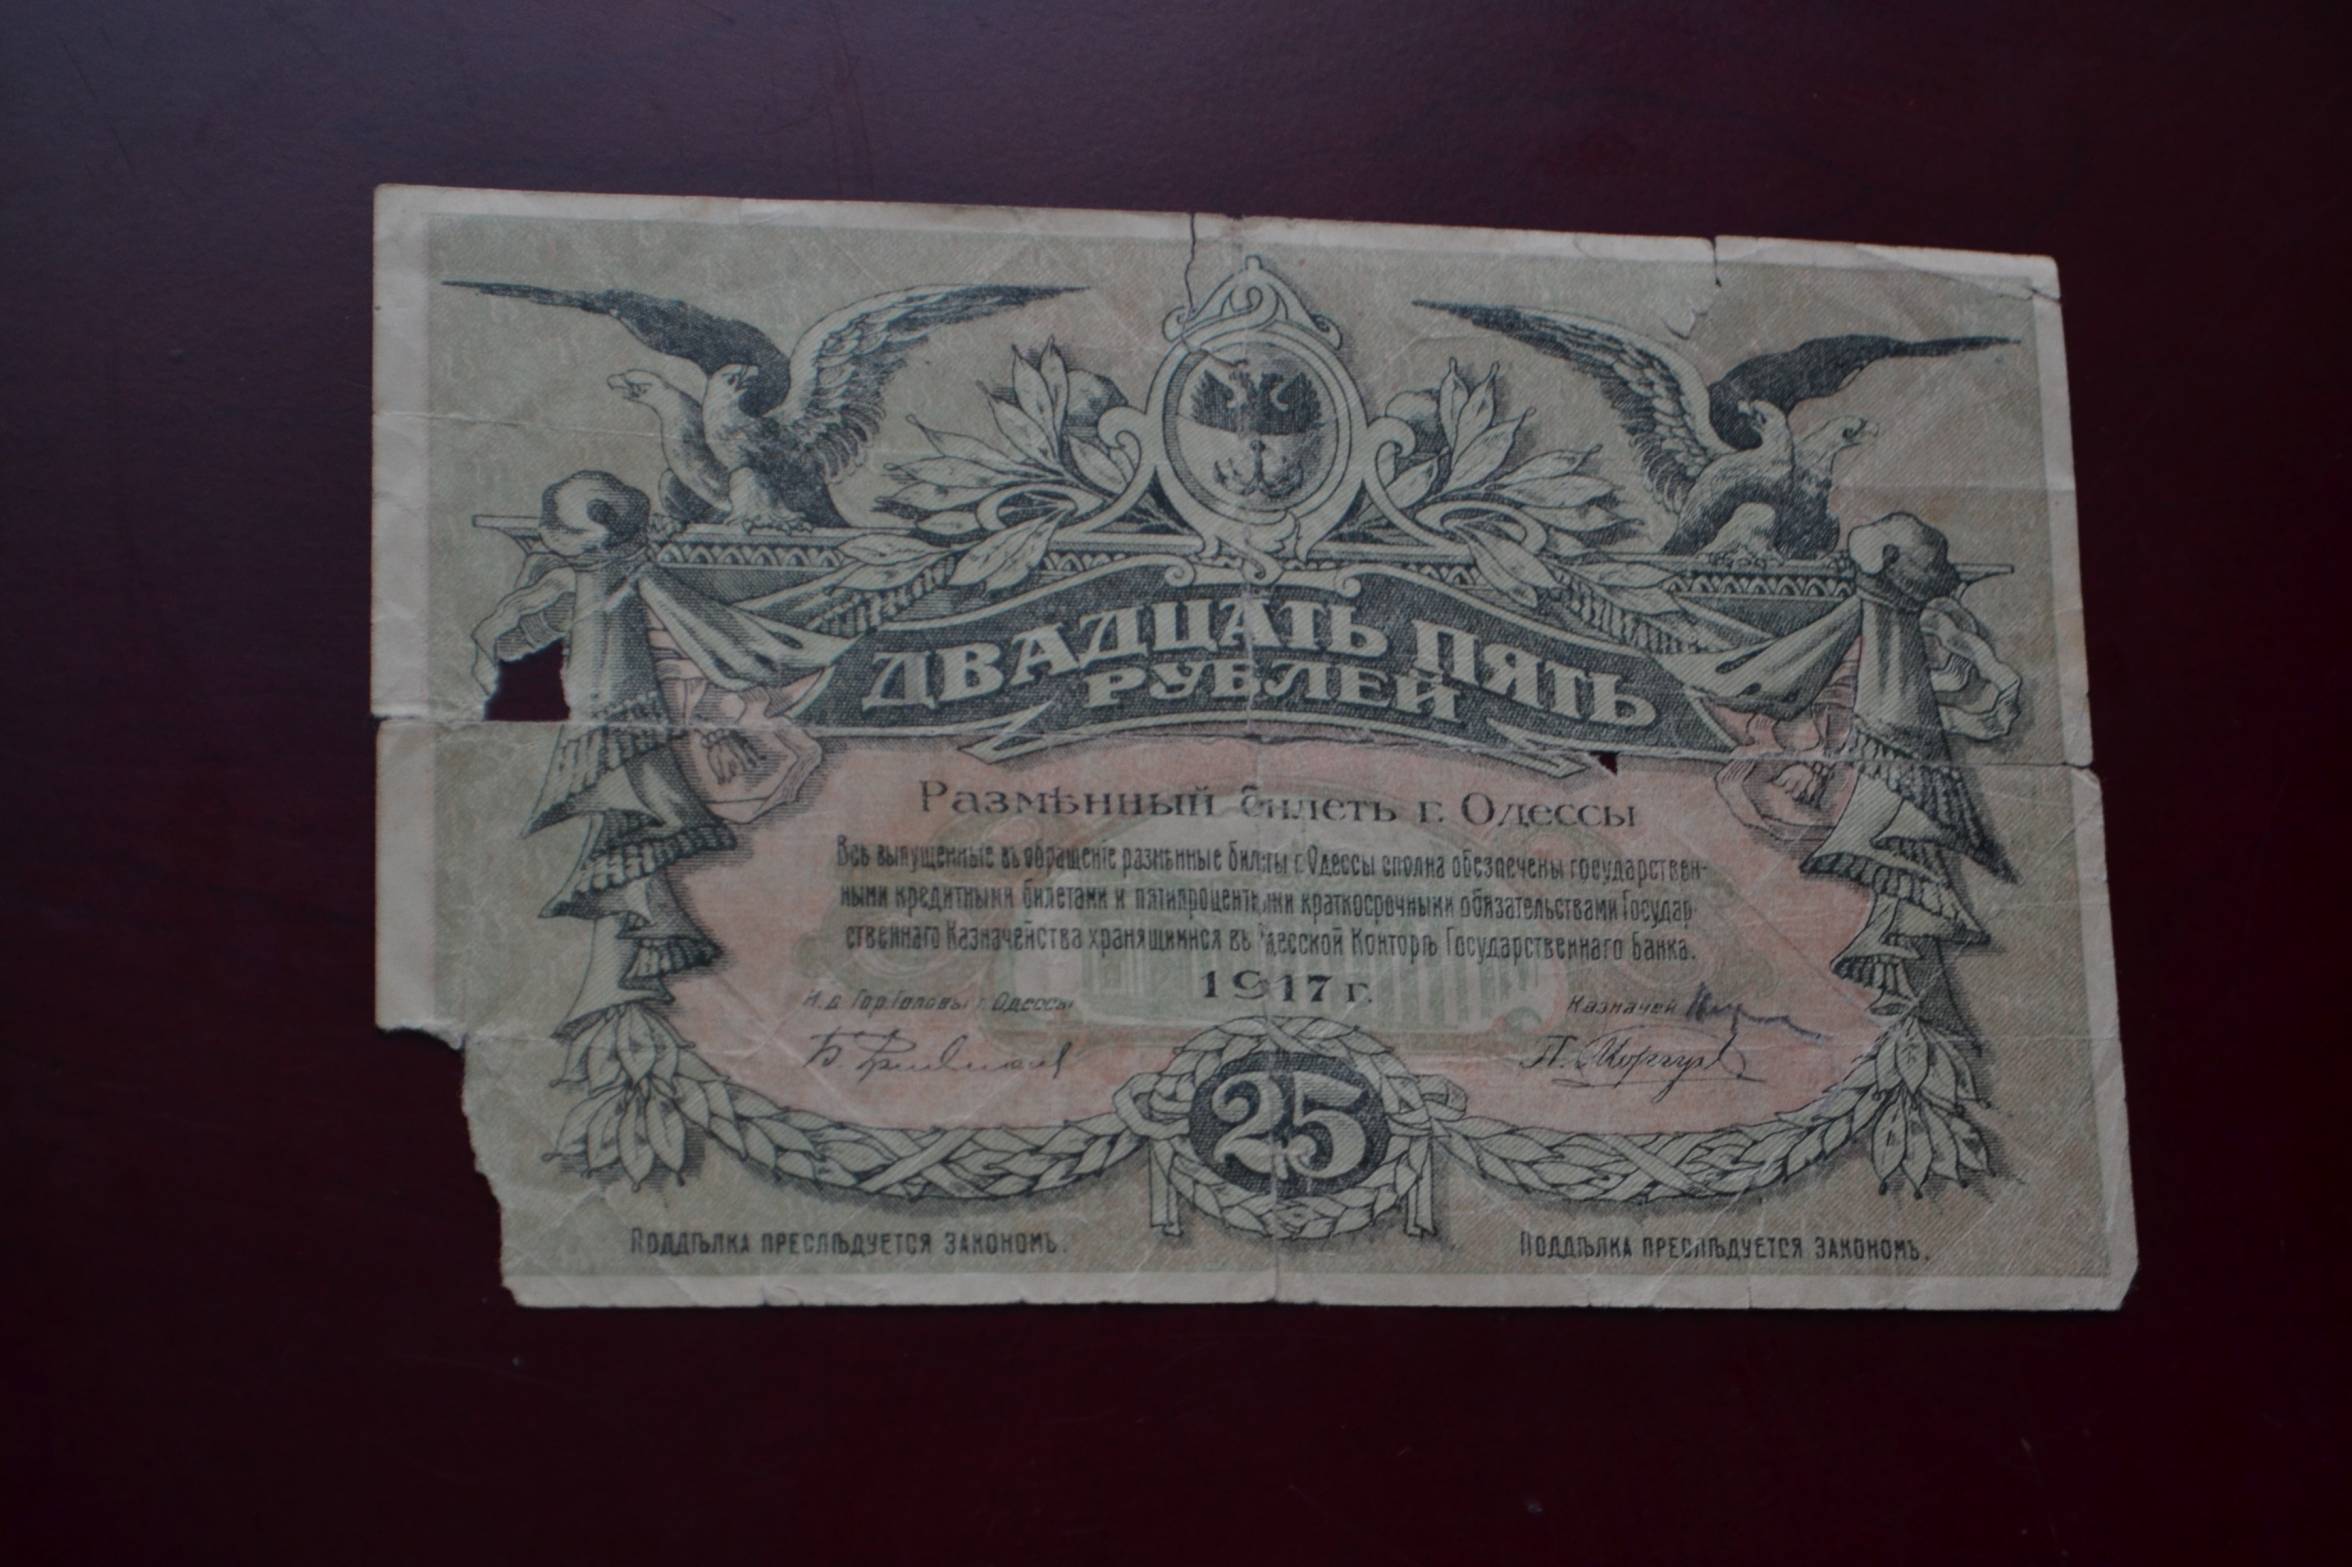 ДВАДЦАТЬ ПЯТЬ
РУБЛЕЙ
Размѣнный билетъ г. Одессы
Всѣ выпущенные въ обращеніе размѣнные билеты г. Одессы сполна обезпечены государствен-
ными кредитными билетами и пятипроцентными краткосрочными обязательствами Государ-
ственнаго Казначейства хранящимися въ Одесской Конторѣ Государственнаго Банка.
1917 г.
И. д. Гор. Головы г. Одессы
Казначей
25
Поддѣлка преслѣдуется закономъ.
Поддѣлка преслѣдуется закономъ.